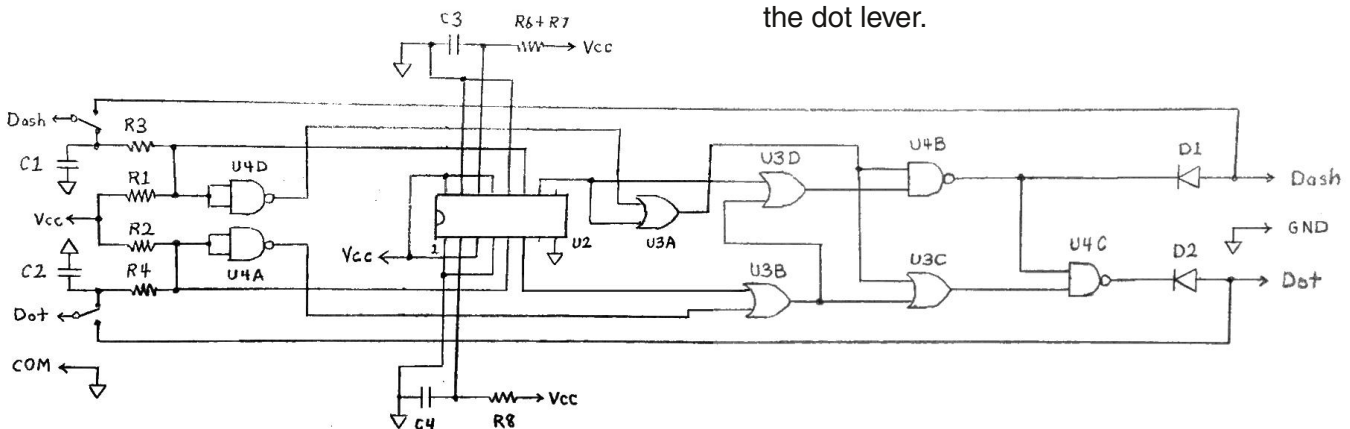 the dot lever.
C3
R6+R7
Vcc
Dash
R3
C1
U4D
R1
Vcc
R2
U4A
C2
R4
Dot
COM
Vcc
1
U2
U3A
U3D
U4B
D1
Dash
GND
U3B
U3C
U4C
D2
Dot
C4
R8
Vcc